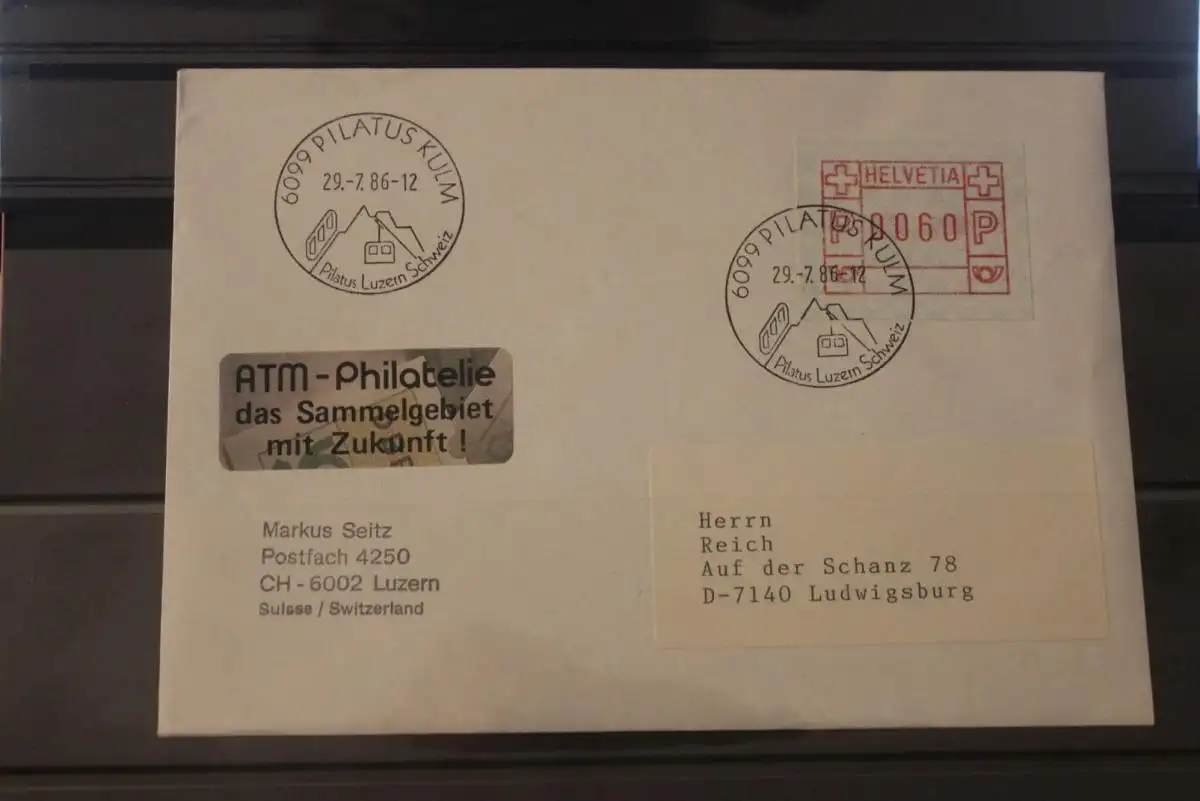 6099 PILATUS KULM
29.-7.86-12
Pilatus Luzern Schweiz
HELVETIA
P 0060 P
6099 PILATUS KULM
29.-7.86-12
Pilatus Luzern Schweiz
ATM-Philatelie
das Sammelgebiet
mit Zukunft !
Markus Seitz
Postfach 4250
CH-6002 Luzern
Suisse / Switzerland
Herrn
Reich
Auf der Schanz 78
D-7140 Ludwigsburg